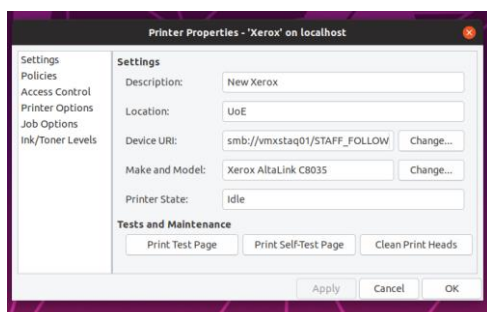 Printer Properties - 'Xerox' on localhost
Settings
Policies
Access Control
Printer Options
Job Options
Ink/Toner Levels
Settings
Description: New Xerox
Location: UoE
Device URI: smb://vmxstaq01/STAFF_FOLLOW Change...
Make and Model: Xerox AltaLink C8035 Change...
Printer State: Idle
Tests and Maintenance
Print Test Page Print Self-Test Page Clean Print Heads
Apply Cancel OK